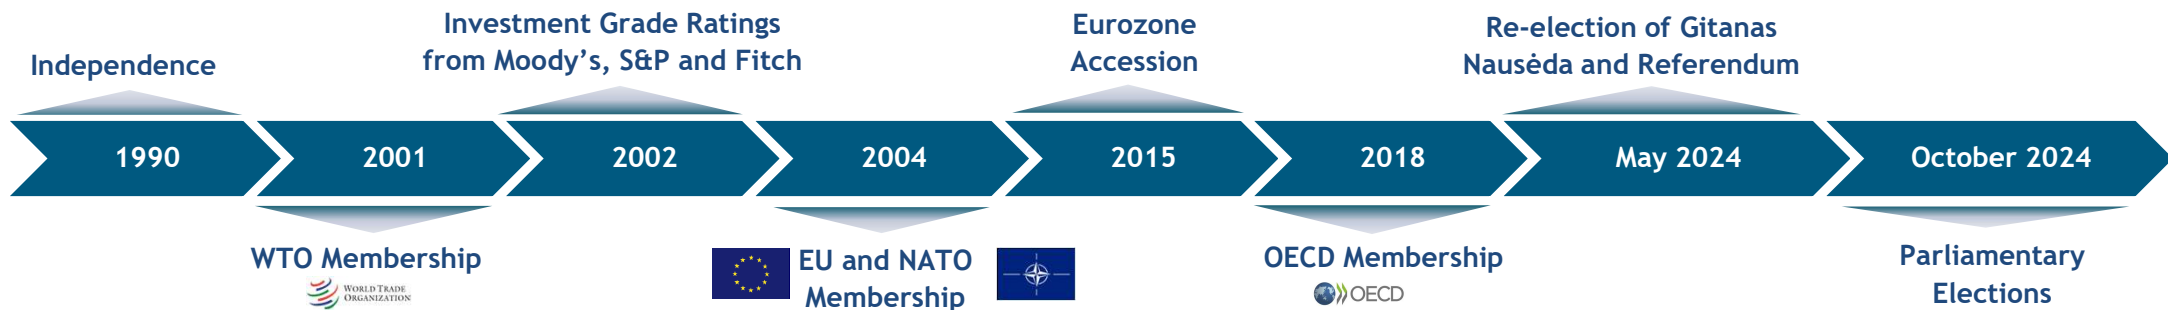 Independence
Investment Grade Ratings
from Moody's, S&P and Fitch
Eurozone
Accession
Re-election of Gitanas
Nausėda and Referendum
1990
2001
2002
2004
2015
2018
May 2024
October 2024
WTO Membership
WORLD TRADE
ORGANIZATION
EU and NATO
Membership
OECD Membership
OECD
Parliamentary
Elections